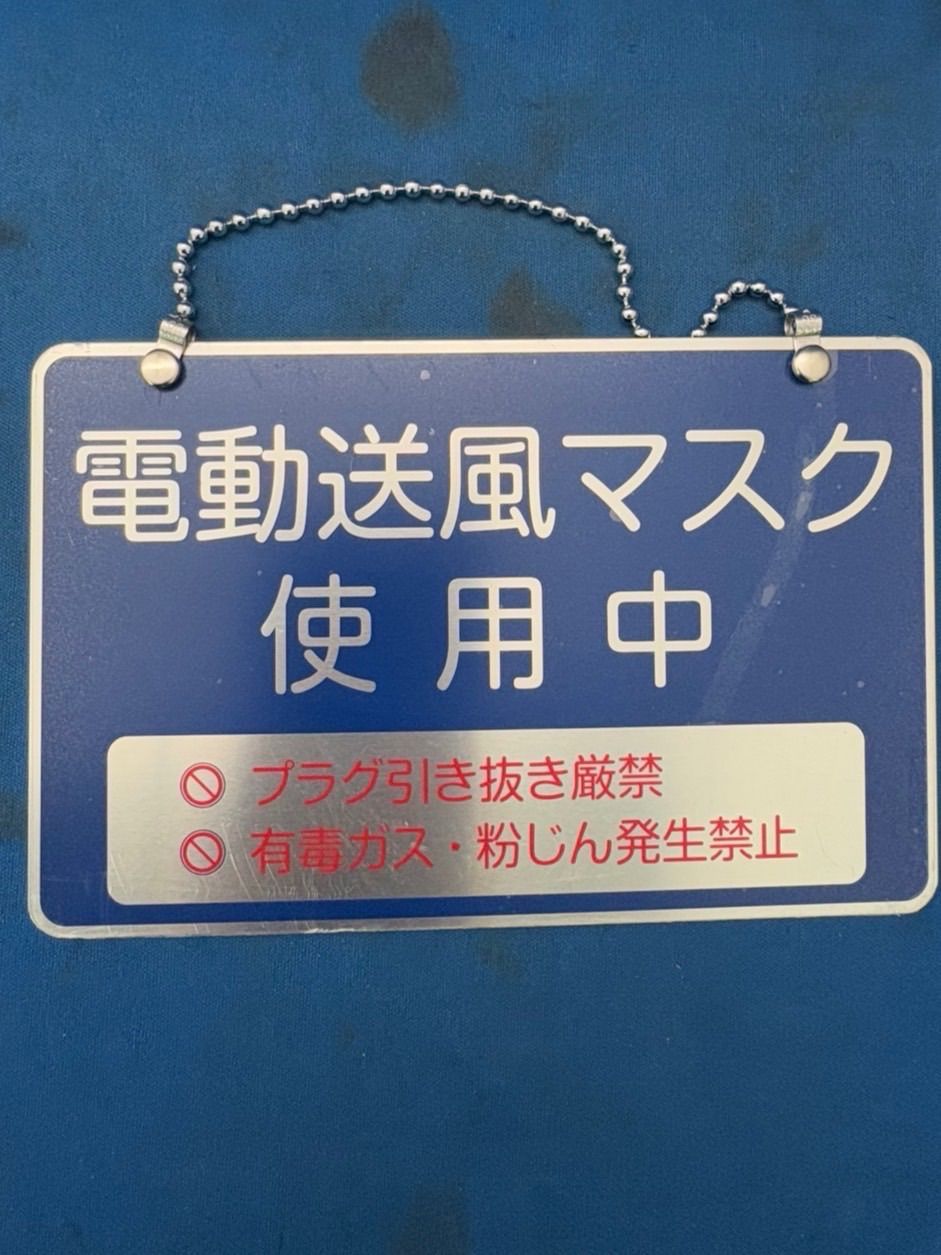 電動送風マスク
使用中
プラグ引き抜き厳禁
有毒ガス・粉じん発生禁止